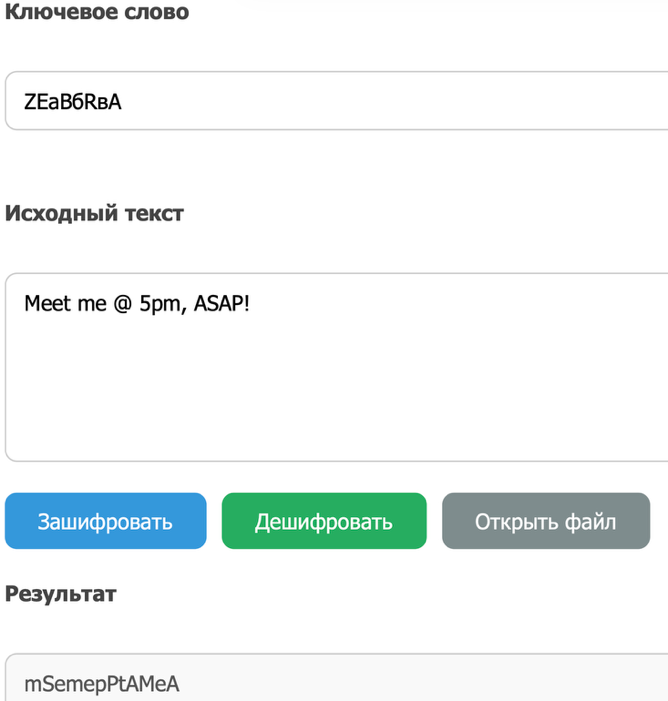 Ключевое слово
ZEaBбRвA
Исходный текст
Meet me @ 5pm, ASAP!
Зашифровать
Дешифровать
Открыть файл
Результат
mSemepPtAMeA